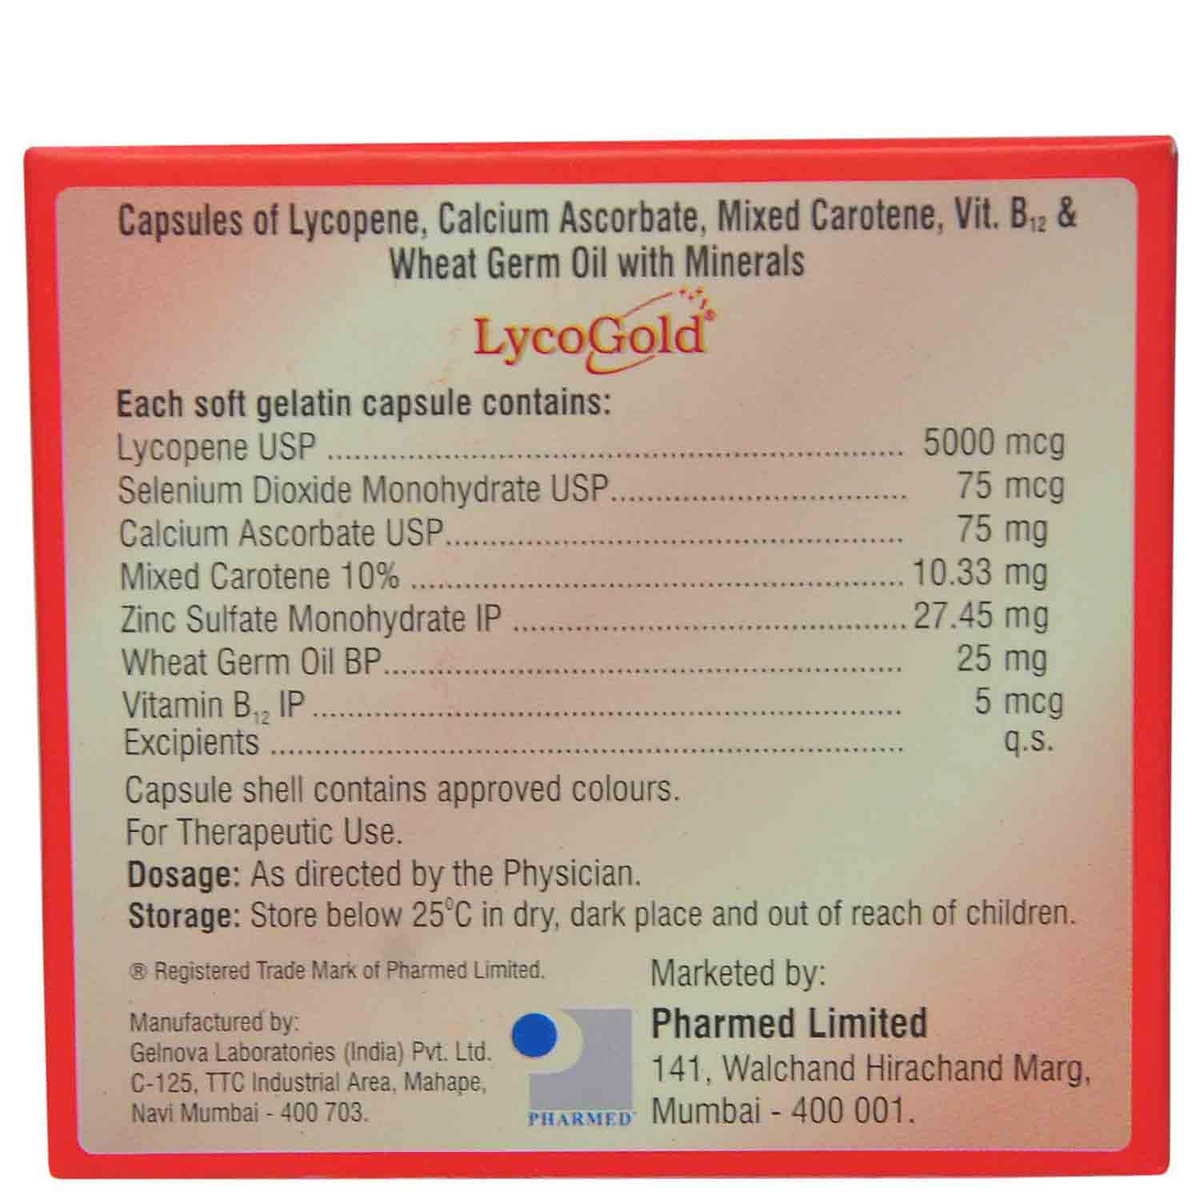 Capsules of Lycopene, Calcium Ascorbate, Mixed Carotene, Vit. B12 &
Wheat Germ Oil with Minerals
LycoGold®
Each soft gelatin capsule contains:
Lycopene USP ........ 5000 mcg
Selenium Dioxide Monohydrate USP........ 75 mcg
Calcium Ascorbate USP........ 75 mg
Mixed Carotene 10% ........ 10.33 mg
Zinc Sulfate Monohydrate IP ........ 27.45 mg
Wheat Germ Oil BP........ 25 mg
Vitamin B12 IP ........ 5 mcg
Excipients ........ q.s.
Capsule shell contains approved colours.
For Therapeutic Use.
Dosage: As directed by the Physician.
Storage: Store below 25°C in dry, dark place and out of reach of children.
® Registered Trade Mark of Pharmed Limited.
Manufactured by:
Gelnova Laboratories (India) Pvt. Ltd.
C-125, TTC Industrial Area, Mahape,
Navi Mumbai - 400 703.
PHARMED
Marketed by:
Pharmed Limited
141, Walchand Hirachand Marg,
Mumbai - 400 001.